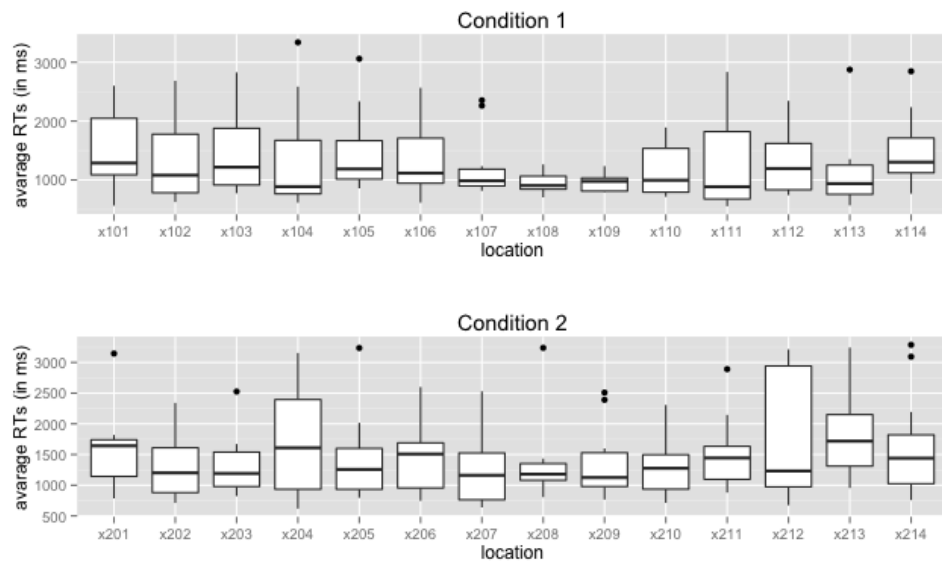 Condition 1
avarage RTs (in ms)
3000
2000
1000
x101 x102 x103 x104 x105 x106 x107 x108 x109 x110 x111 x112 x113 x114
location
Condition 2
avarage RTs (in ms)
3000
2500
2000
1500
1000
500
x201 x202 x203 x204 x205 x206 x207 x208 x209 x210 x211 x212 x213 x214
location